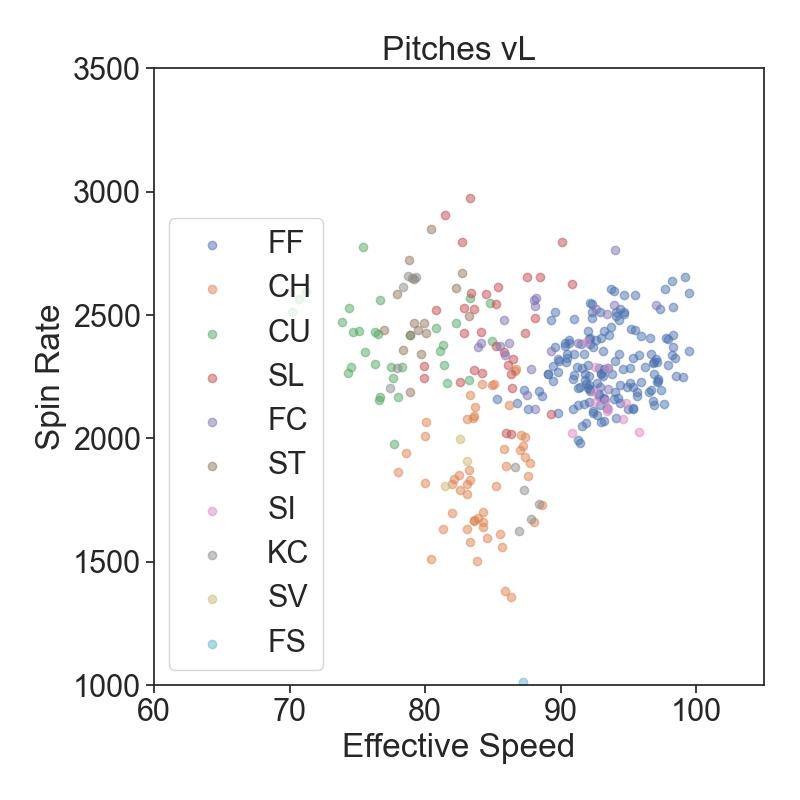 Pitches vL
3500
3000
2500
2000
1500
1000
Spin Rate
FF
CH
CU
SL
FC
ST
SI
KC
SV
FS
60 70 80 90 100
Effective Speed